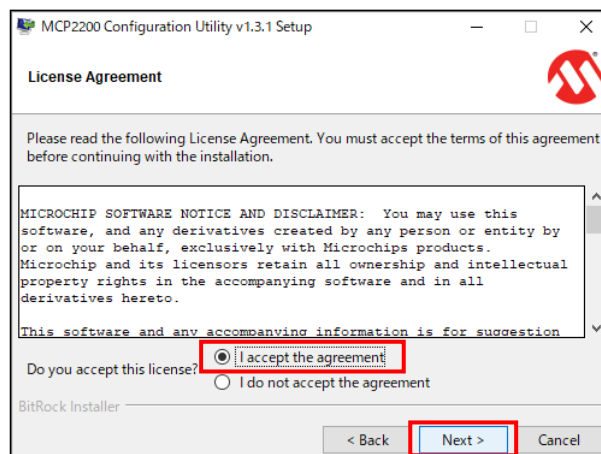 MCP2200 Configuration Utility v1.3.1 Setup
License Agreement
Please read the following License Agreement. You must accept the terms of this agreement
before continuing with the installation.
MICROCHIP SOFTWARE NOTICE AND DISCLAIMER:  You may use this
software, and any derivatives created by any person or entity by
or on your behalf, exclusively with Microchips products.
Microchip and its licensors retain all ownership and intellectual
property rights in the accompanying software and in all
derivatives hereto.
This software and any accompanying information is for suggestion
Do you accept this license?
I accept the agreement
I do not accept the agreement
BitRock Installer
< Back
Next >
Cancel